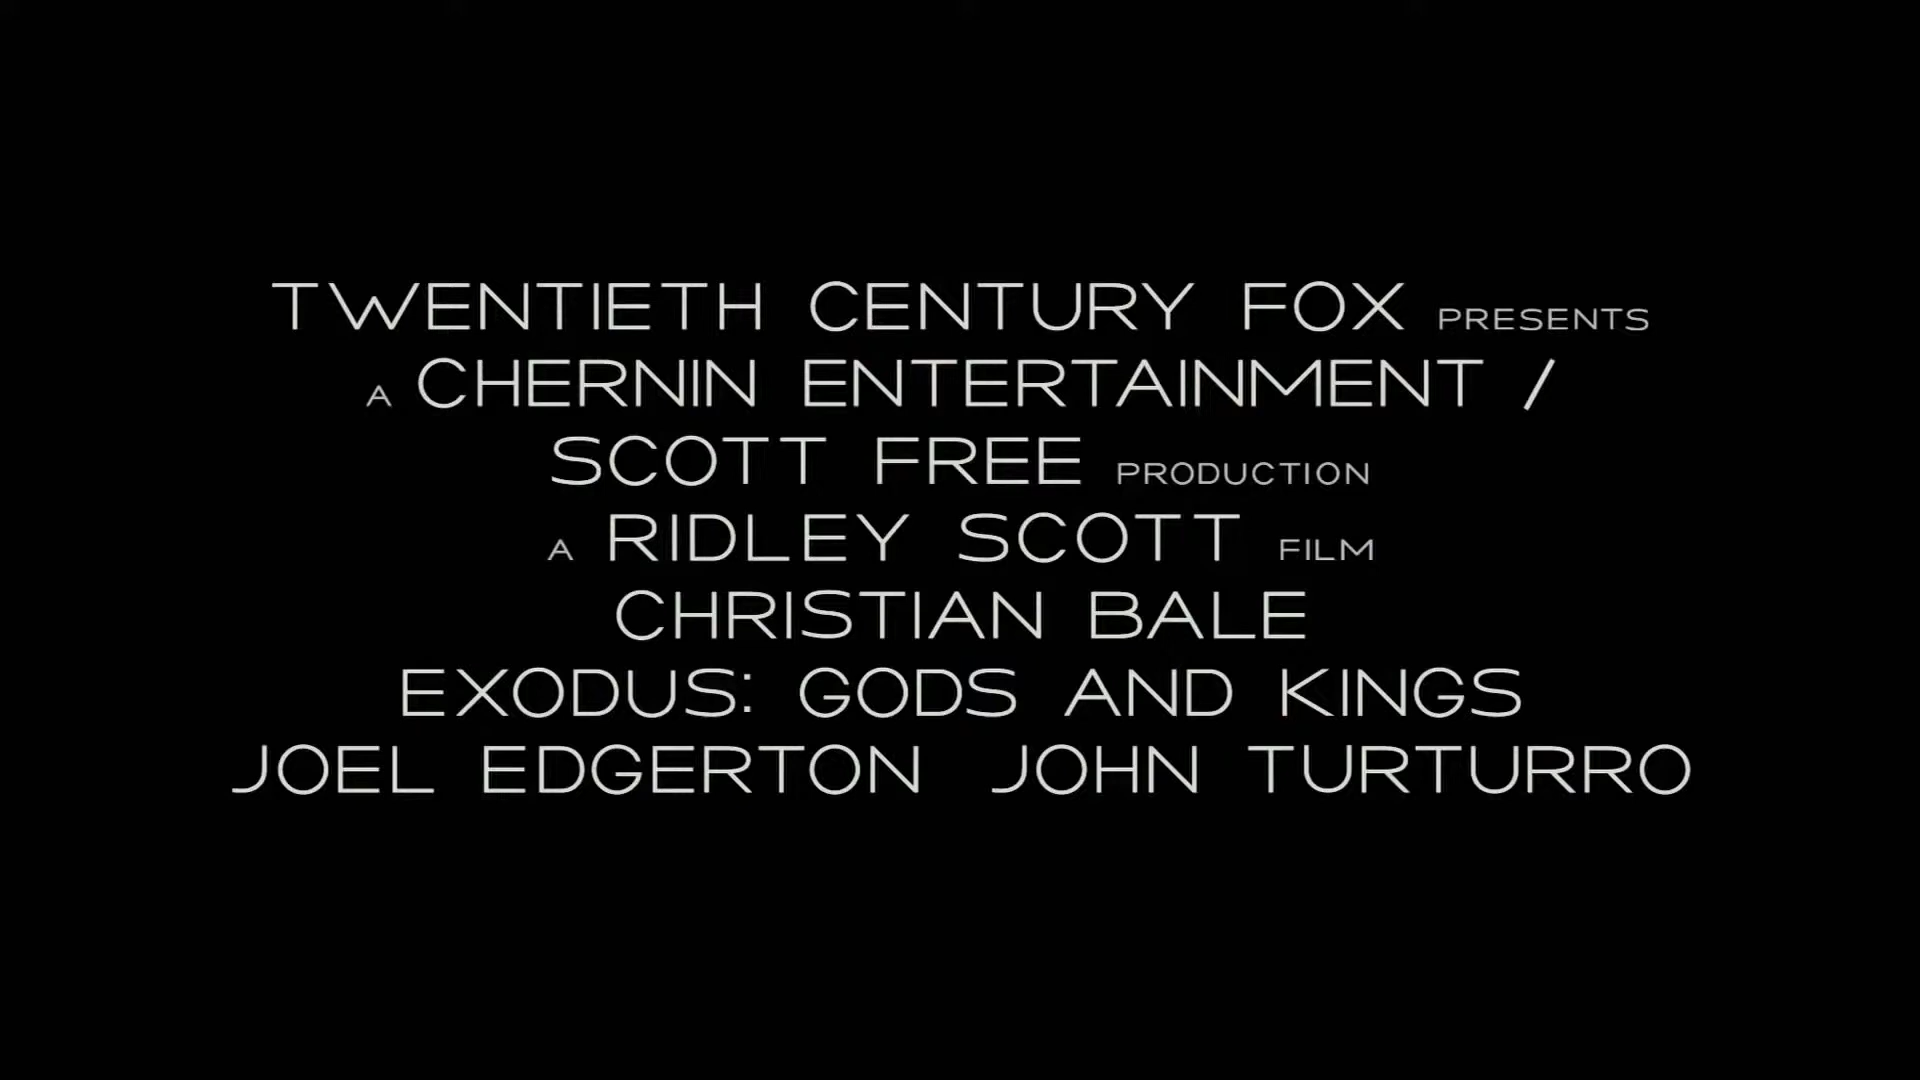 TWENTIETH CENTURY FOX PRESENTS
A CHERNIN ENTERTAINMENT /
SCOTT FREE PRODUCTION
A RIDLEY SCOTT FILM
CHRISTIAN BALE
EXODUS: GODS AND KINGS
JOEL EDGERTON JOHN TURTURRO